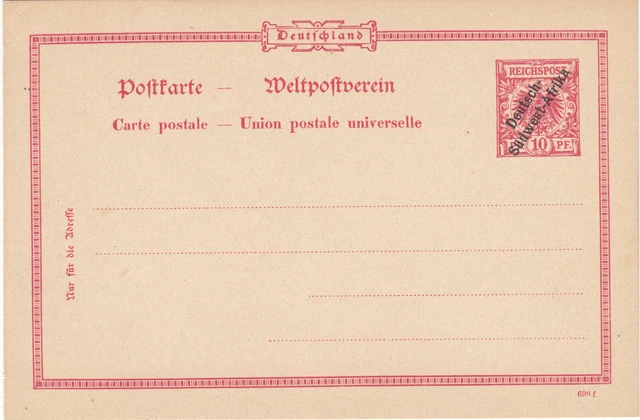 Deutschland
Postkarte — Weltpostverein
Carte postale — Union postale universelle
REICHSPOST
Deutsch-
Südwest-Afrika
10 PF.
Nur für die Adresse
698 f